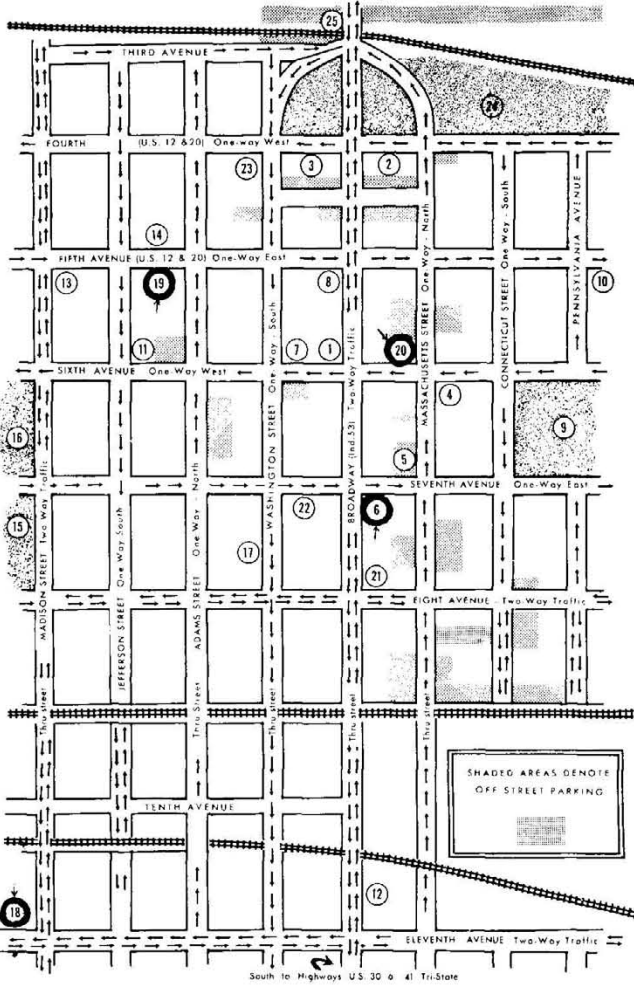 25
THIRD AVENUE
24
FOURTH (U.S. 12 & 20) One-way West
23
3
2
14
FIFTH AVENUE (U.S. 12 & 20) One-Way East
13
19
8
10
11
7
1
20
SIXTH AVENUE One-Way West
16
4
9
5
SEVENTH AVENUE One-Way East
15
22
6
17
21
EIGHT AVENUE - Two-Way Traffic
MADISON STREET Two Way Traffic
Thru street
JEFFERSON STREET One Way South
ADAMS STREET One Way - North
Thru Street
WASHINGTON STREET One-Way - South
Thru street
BROADWAY (Ind. 53) Two-Way Traffic
Thru street
MASSACHUSETTS STREET One-Way - North
Thru street
CONNECTICUT STREET One Way - South
PENNSYLVANIA AVENUE
SHADED AREAS DENOTE
OFF STREET PARKING
TENTH AVENUE
18
12
ELEVENTH AVENUE Two-Way Traffic
South to Highways U.S. 30 & 41 Tri-State